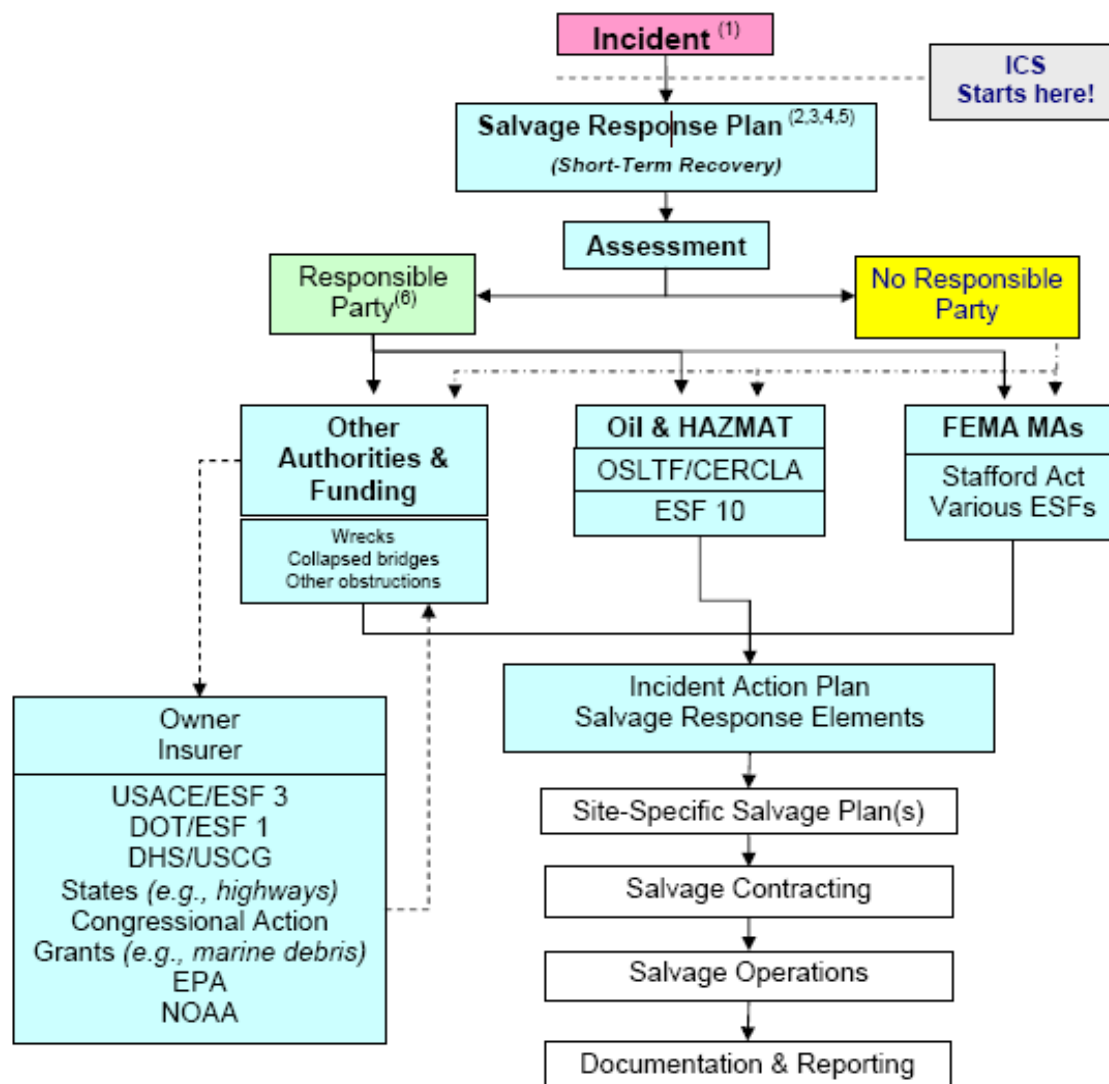 Incident (1)
ICS
Starts here!
Salvage Response Plan (2,3,4,5)
(Short-Term Recovery)
Assessment
Responsible
Party(6)
No Responsible
Party
Other
Authorities &
Funding
Wrecks
Collapsed bridges
Other obstructions
Oil & HAZMAT
OSLTF/CERCLA
ESF 10
FEMA MAs
Stafford Act
Various ESFs
Owner
Insurer
USACE/ESF 3
DOT/ESF 1
DHS/USCG
States (e.g., highways)
Congressional Action
Grants (e.g., marine debris)
EPA
NOAA
Incident Action Plan
Salvage Response Elements
Site-Specific Salvage Plan(s)
Salvage Contracting
Salvage Operations
Documentation & Reporting